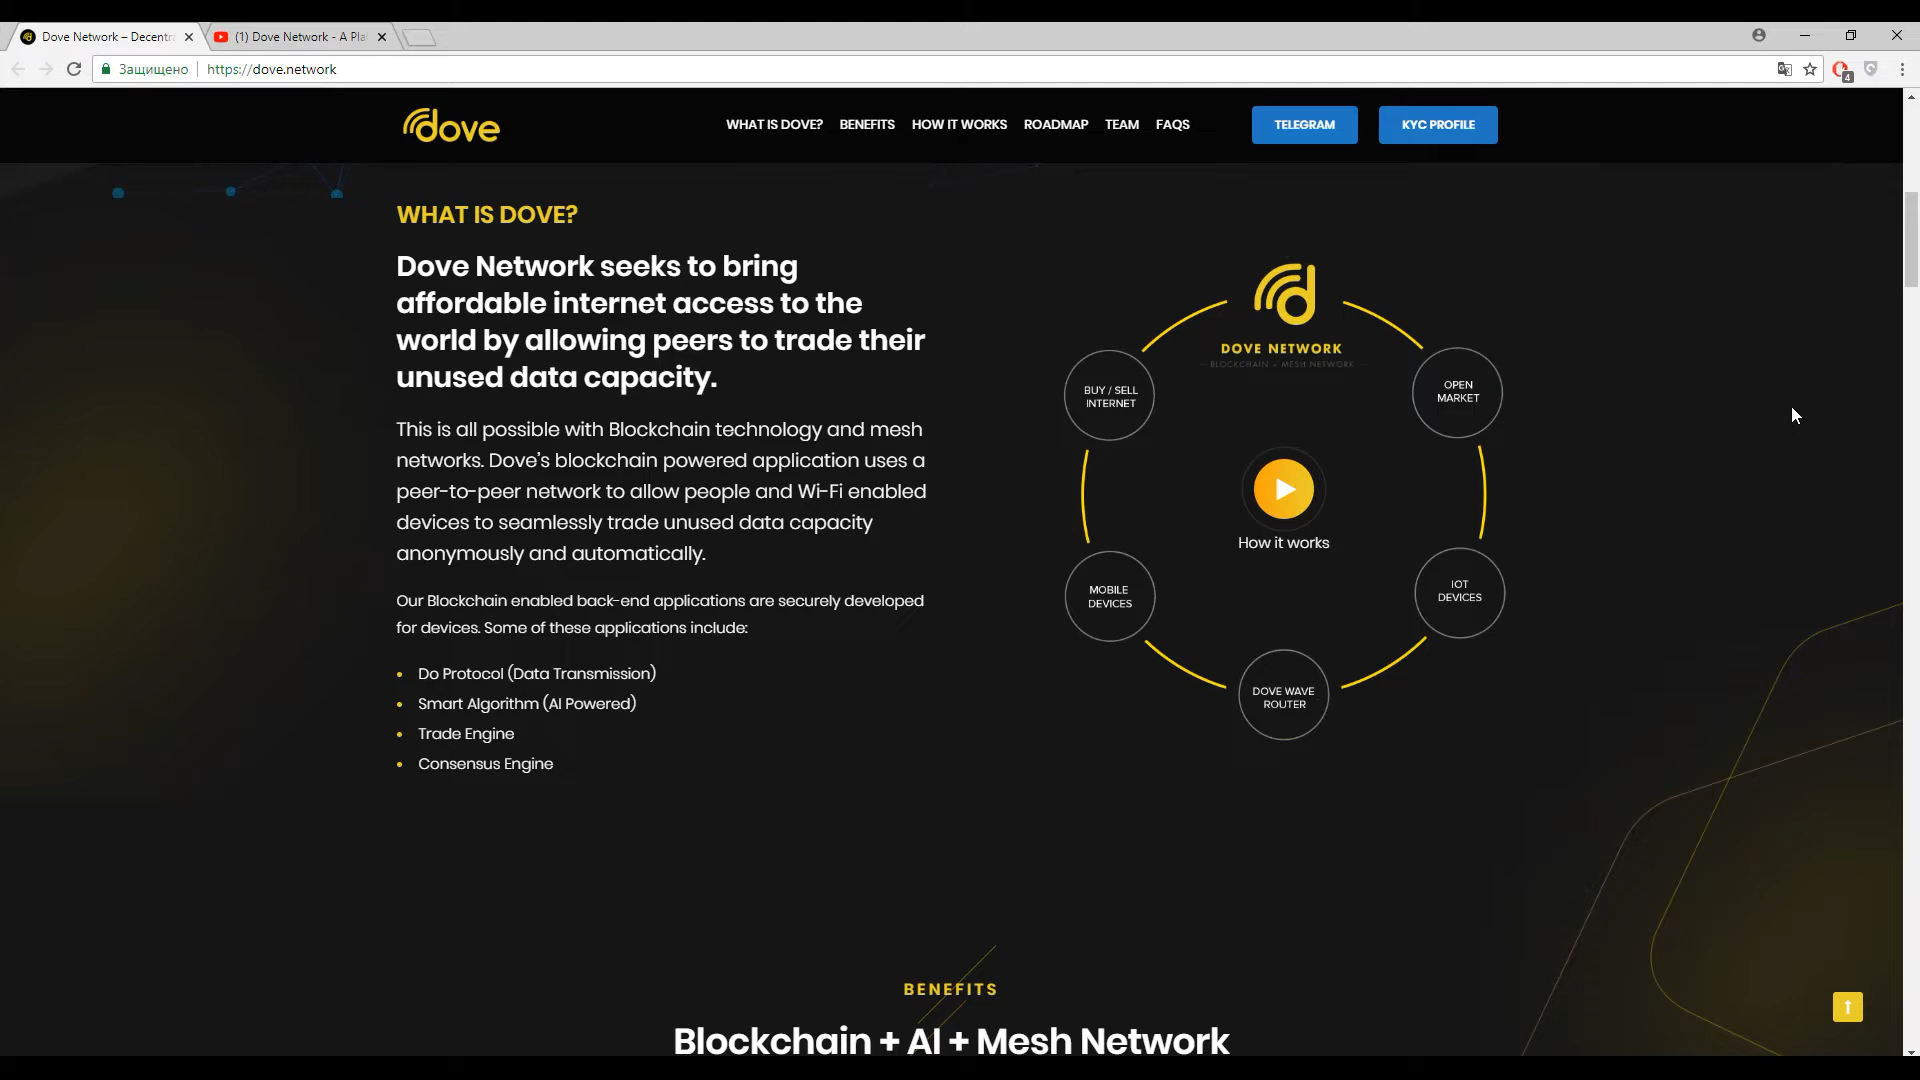 Dove Network – Decentr
(1) Dove Network - A Pla
Защищено
https://dove.network
4
dove
WHAT IS DOVE?
BENEFITS
HOW IT WORKS
ROADMAP
TEAM
FAQS
TELEGRAM
KYC PROFILE
WHAT IS DOVE?
Dove Network seeks to bring
affordable internet access to the
world by allowing peers to trade their
unused data capacity.
This is all possible with Blockchain technology and mesh
networks. Dove's blockchain powered application uses a
peer-to-peer network to allow people and Wi-Fi enabled
devices to seamlessly trade unused data capacity
anonymously and automatically.
Our Blockchain enabled back-end applications are securely developed
for devices. Some of these applications include:
• Do Protocol (Data Transmission)
• Smart Algorithm (AI Powered)
• Trade Engine
• Consensus Engine
DOVE NETWORK
BLOCKCHAIN + MESH NETWORK
BUY / SELL
INTERNET
OPEN
MARKET
How it works
MOBILE
DEVICES
IOT
DEVICES
DOVE WAVE
ROUTER
BENEFITS
Blockchain + AI + Mesh Network